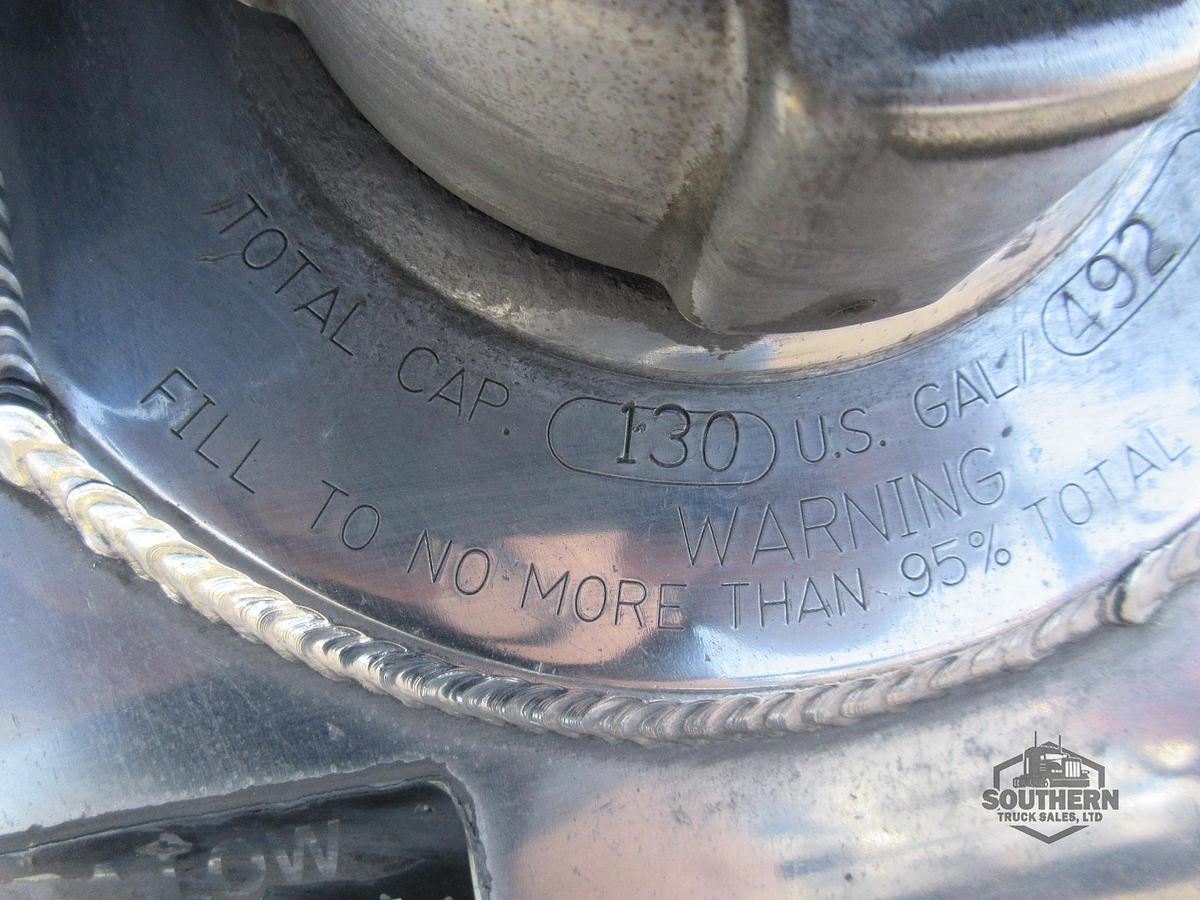 TOTAL CAP. 130 U.S. GAL/ 492
WARNING
FILL TO NO MORE THAN 95% TOTAL
SOUTHERN
TRUCK SALES, LTD